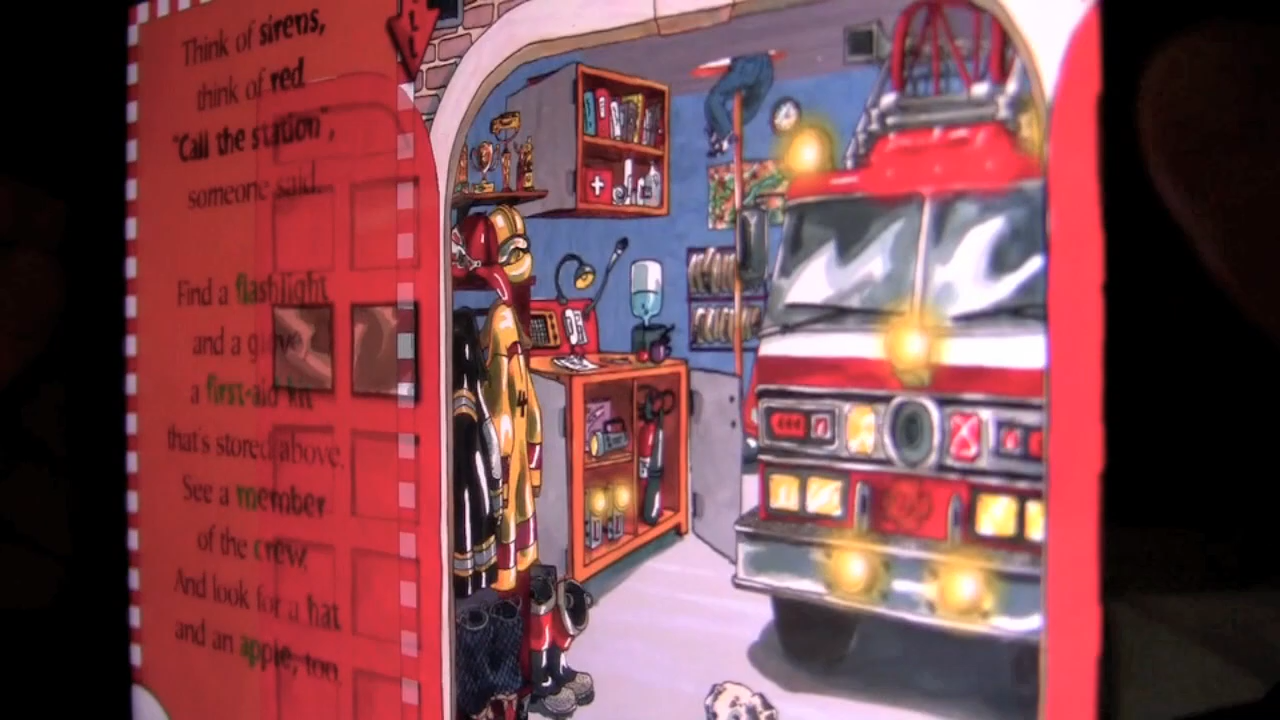 Think of sirens,
think of red.
"Call the station",
someone said.
Find a flashlight
and a glove
a first-aid kit
that's stored above.
See a member
of the crew,
And look for a hat
and an apple, too.
4